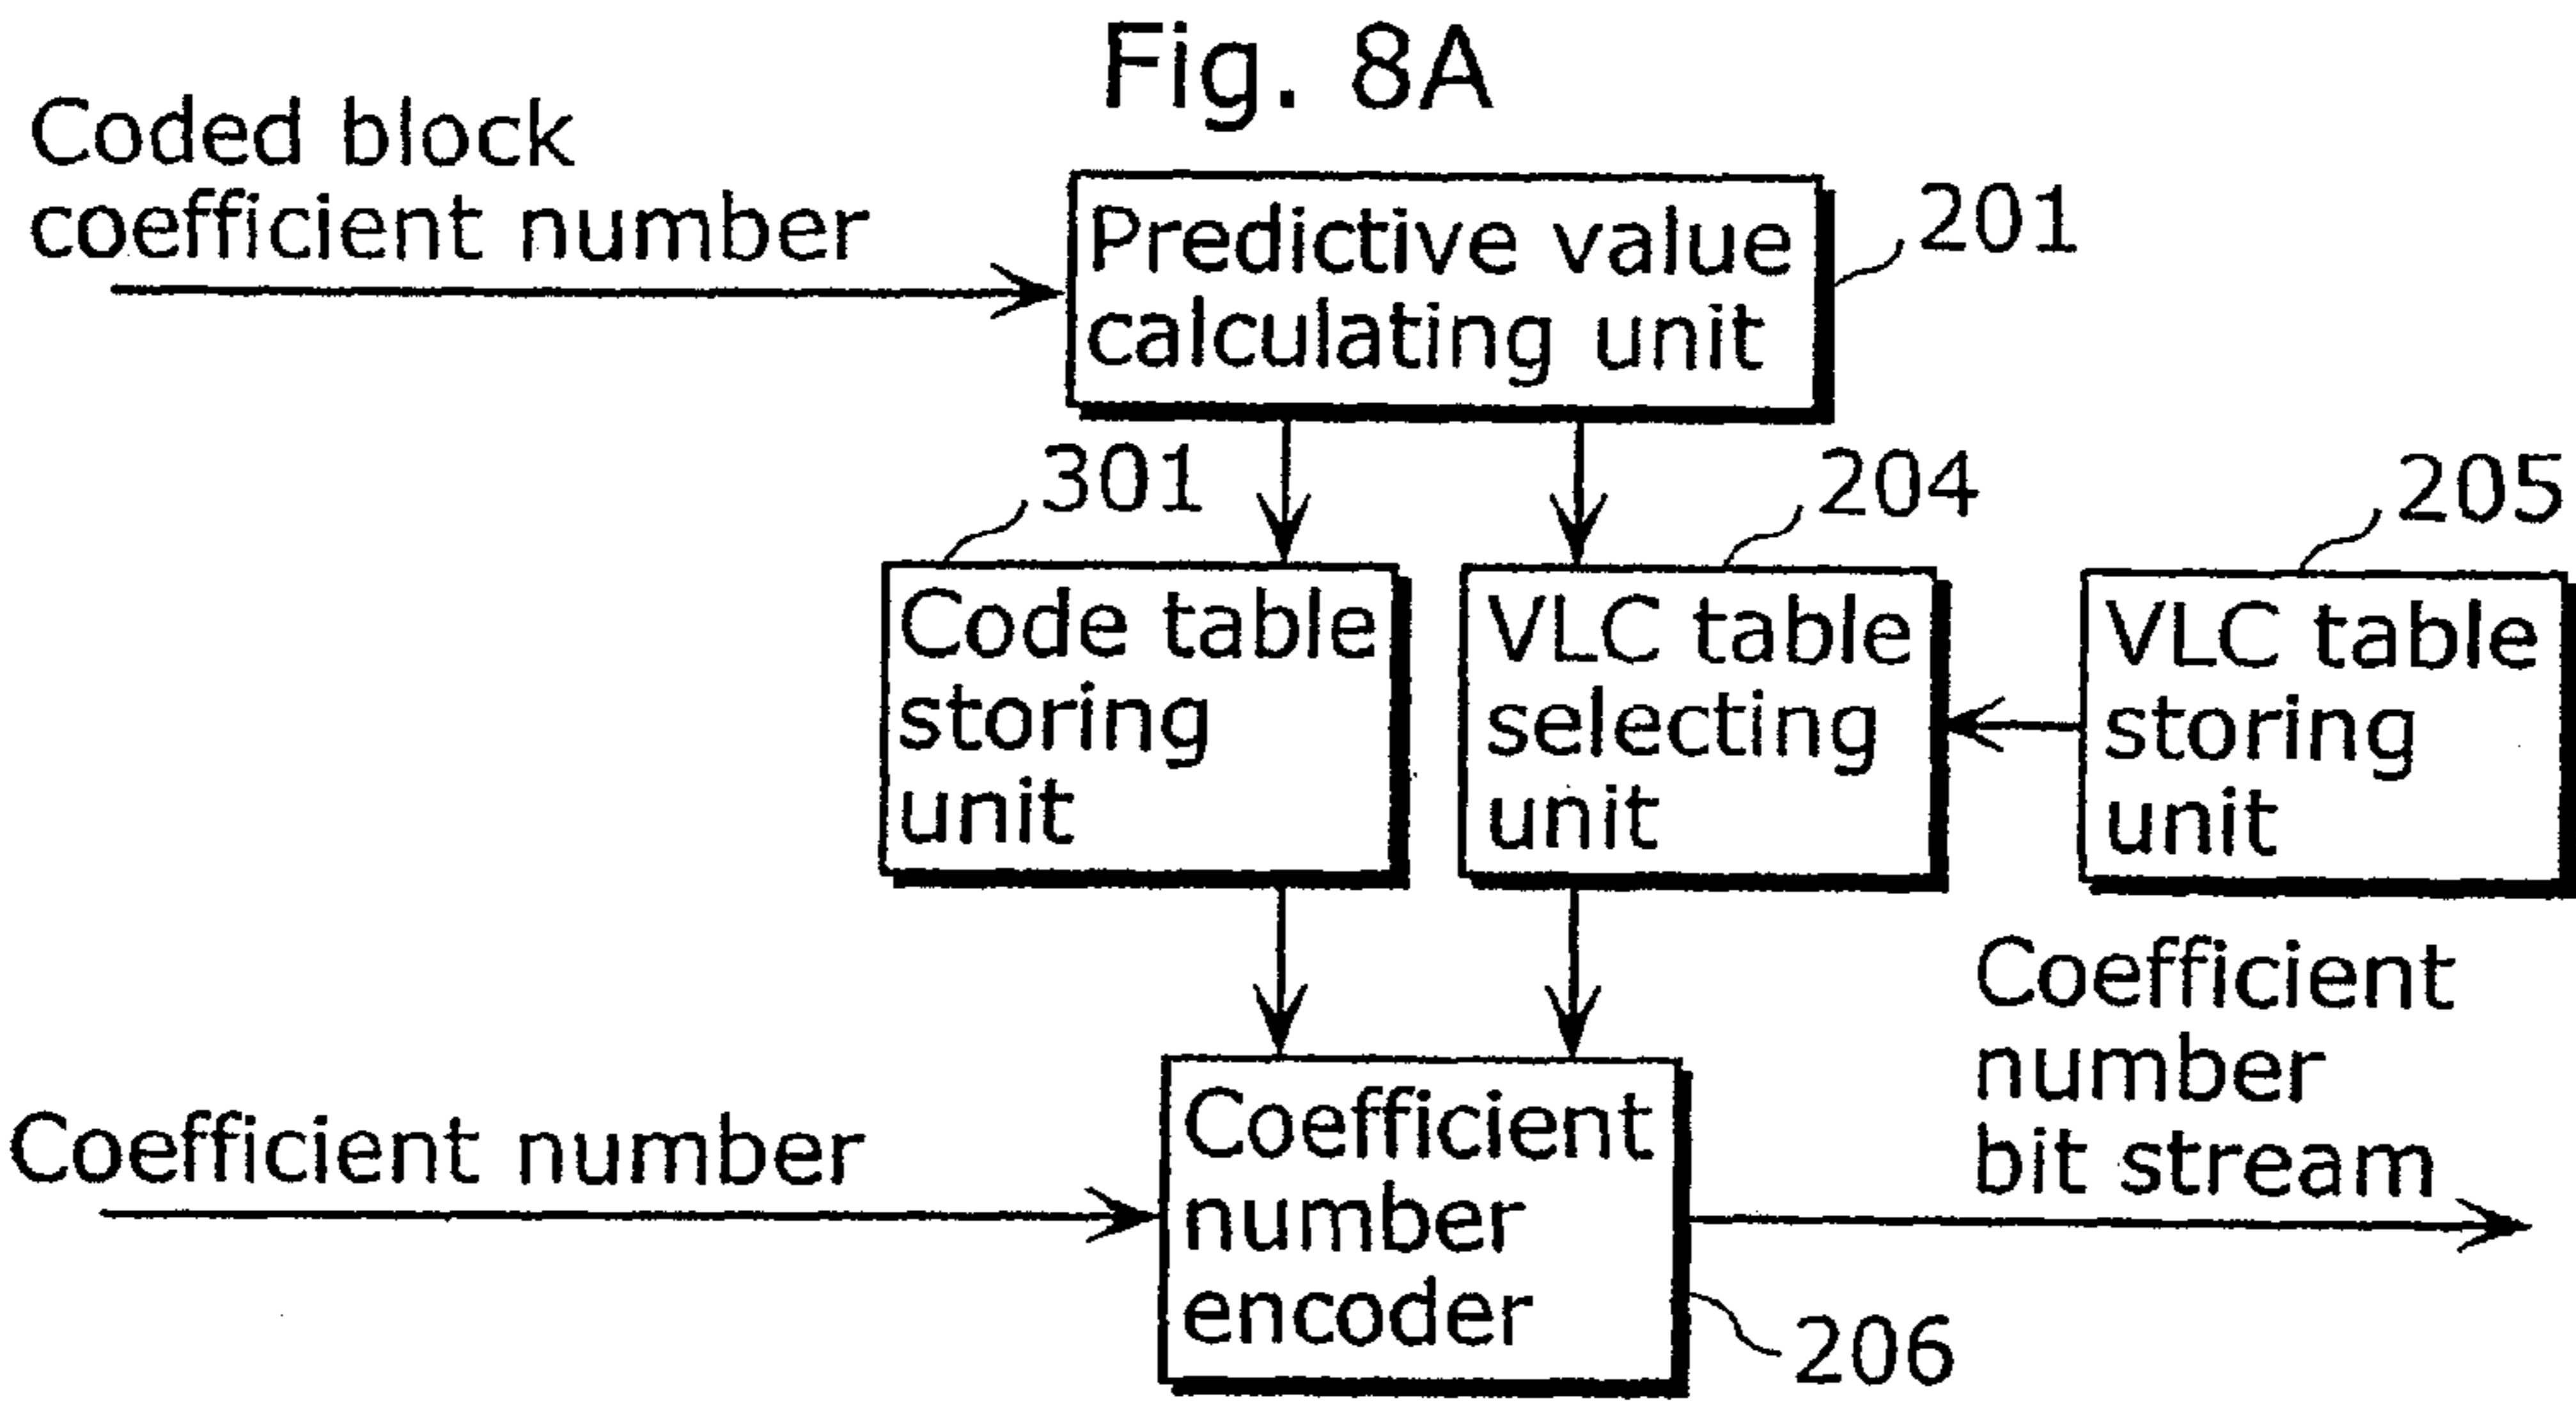 Fig. 8A
Coded block
coefficient number
Predictive value
calculating unit
201
301
204
205
Code table
storing
unit
VLC table
selecting
unit
VLC table
storing
unit
Coefficient number
Coefficient
number
encoder
206
Coefficient
number
bit stream